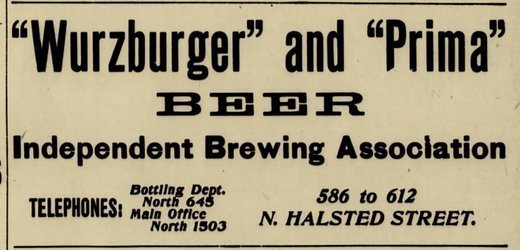 "Wurzburger" and "Prima"
BEER
Independent Brewing Association
TELEPHONES:
Bottling Dept.
North 645
Main Office
North 1503
586 to 612
N. HALSTED STREET.